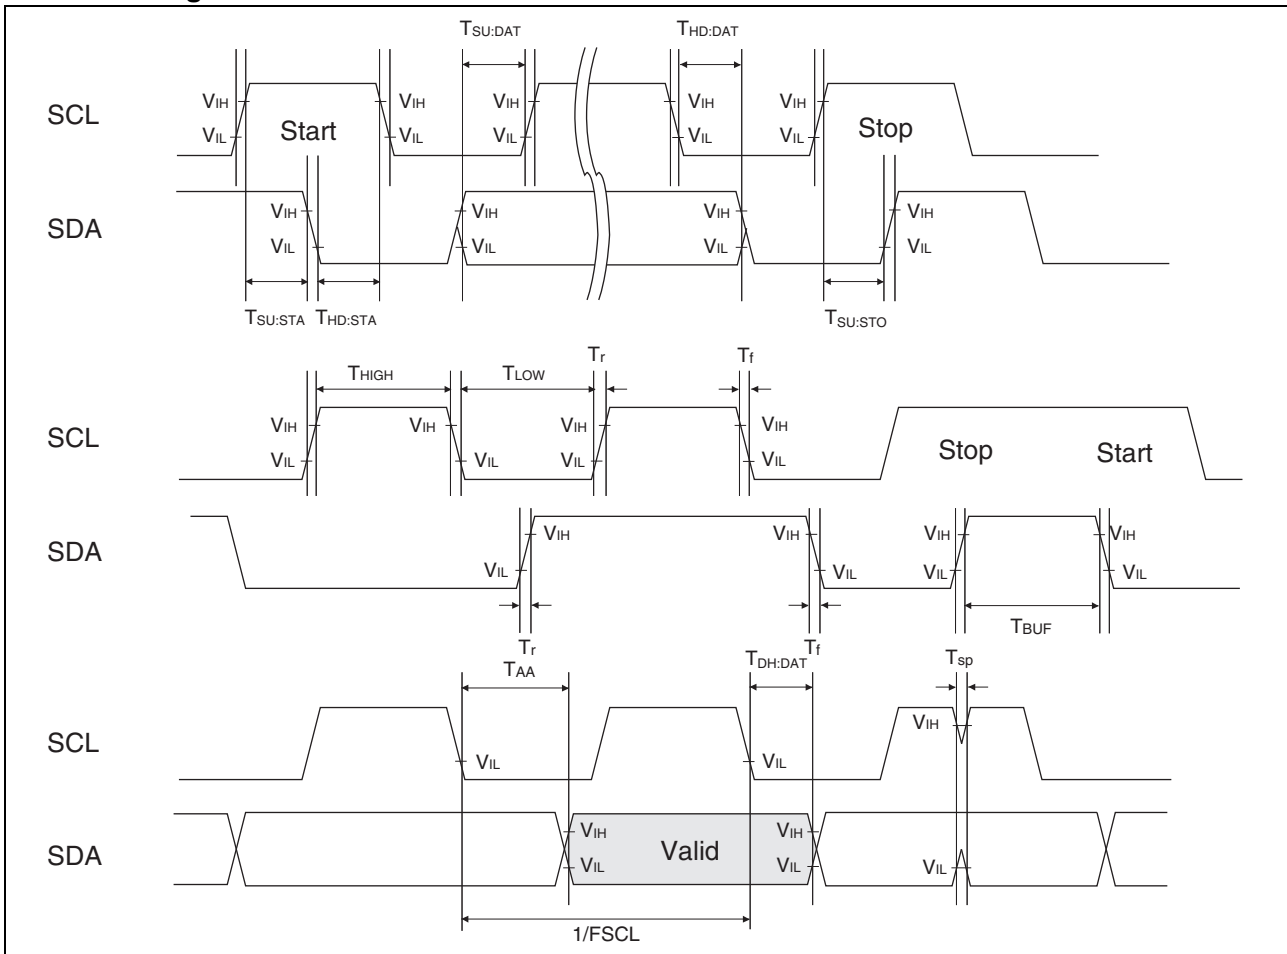 TSU:DAT THD:DAT
SCL VIH VIH VIH VIH VIH
VIL Start VIL VIL VIL VIL Stop
SDA VIH VIH VIH VIH
VIL VIL VIL VIL
TSU:STA THD:STA TSU:STO
THIGH TLOW Tr Tf
SCL VIH VIH VIH VIH
VIL VIL VIL VIL Stop Start
SDA VIH VIH VIH VIH
VIL VIL VIL VIL
Tr Tf TBUF
TAA TDH:DAT Tsp
SCL VIH
VIL VIL
SDA VIH Valid VIH
VIL VIL VIL
1/FSCL